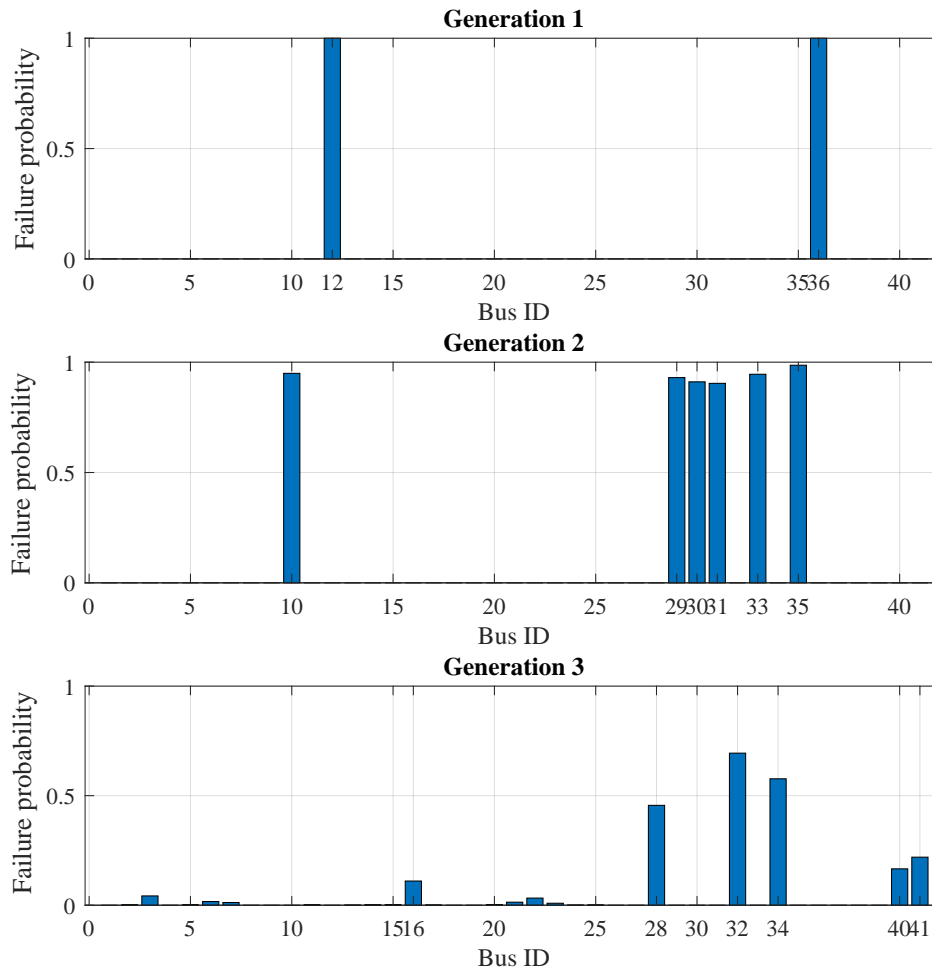 Generation 1
1
0.5
0
Failure probability
0 5 10 12 15 20 25 30 35 36 40
Bus ID
Generation 2
1
0.5
0
Failure probability
0 5 10 15 20 25 29 30 31 33 35 40
Bus ID
Generation 3
1
0.5
0
Failure probability
0 5 10 15 16 20 25 28 30 32 34 40 41
Bus ID